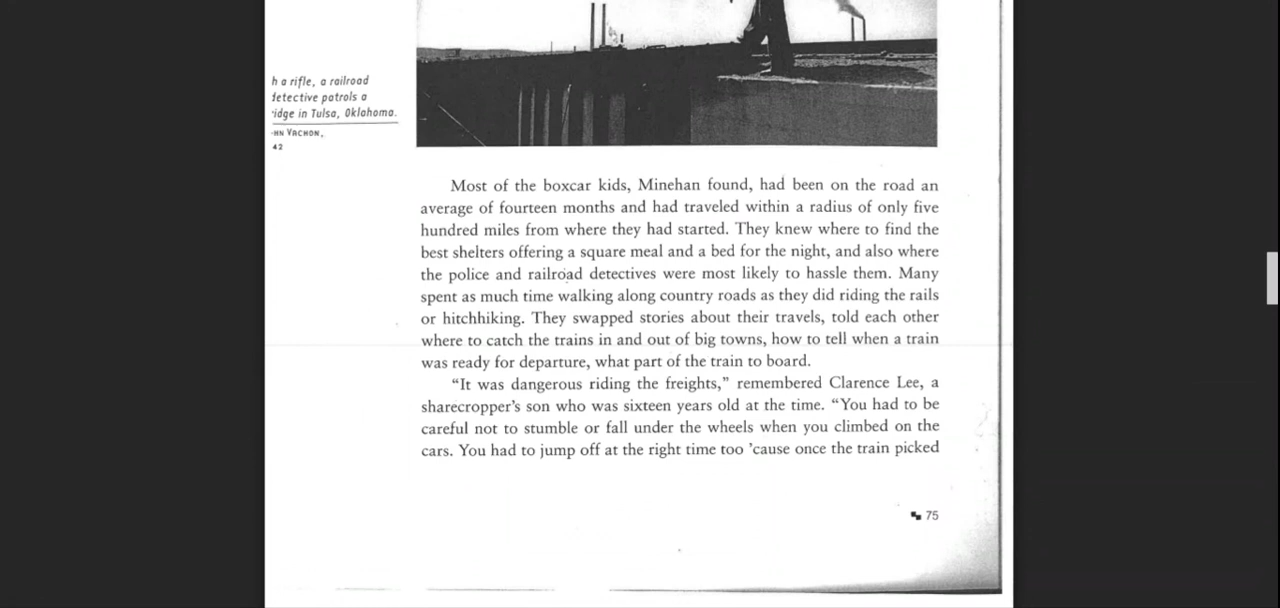 h a rifle, a railroad
detective patrols a
idge in Tulsa, Oklahoma.
HN VACHON,
42
Most of the boxcar kids, Minehan found, had been on the road an
average of fourteen months and had traveled within a radius of only five
hundred miles from where they had started. They knew where to find the
best shelters offering a square meal and a bed for the night, and also where
the police and railroad detectives were most likely to hassle them. Many
spent as much time walking along country roads as they did riding the rails
or hitchhiking. They swapped stories about their travels, told each other
where to catch the trains in and out of big towns, how to tell when a train
was ready for departure, what part of the train to board.
“It was dangerous riding the freights,” remembered Clarence Lee, a
sharecropper’s son who was sixteen years old at the time. “You had to be
careful not to stumble or fall under the wheels when you climbed on the
cars. You had to jump off at the right time too ’cause once the train picked
75